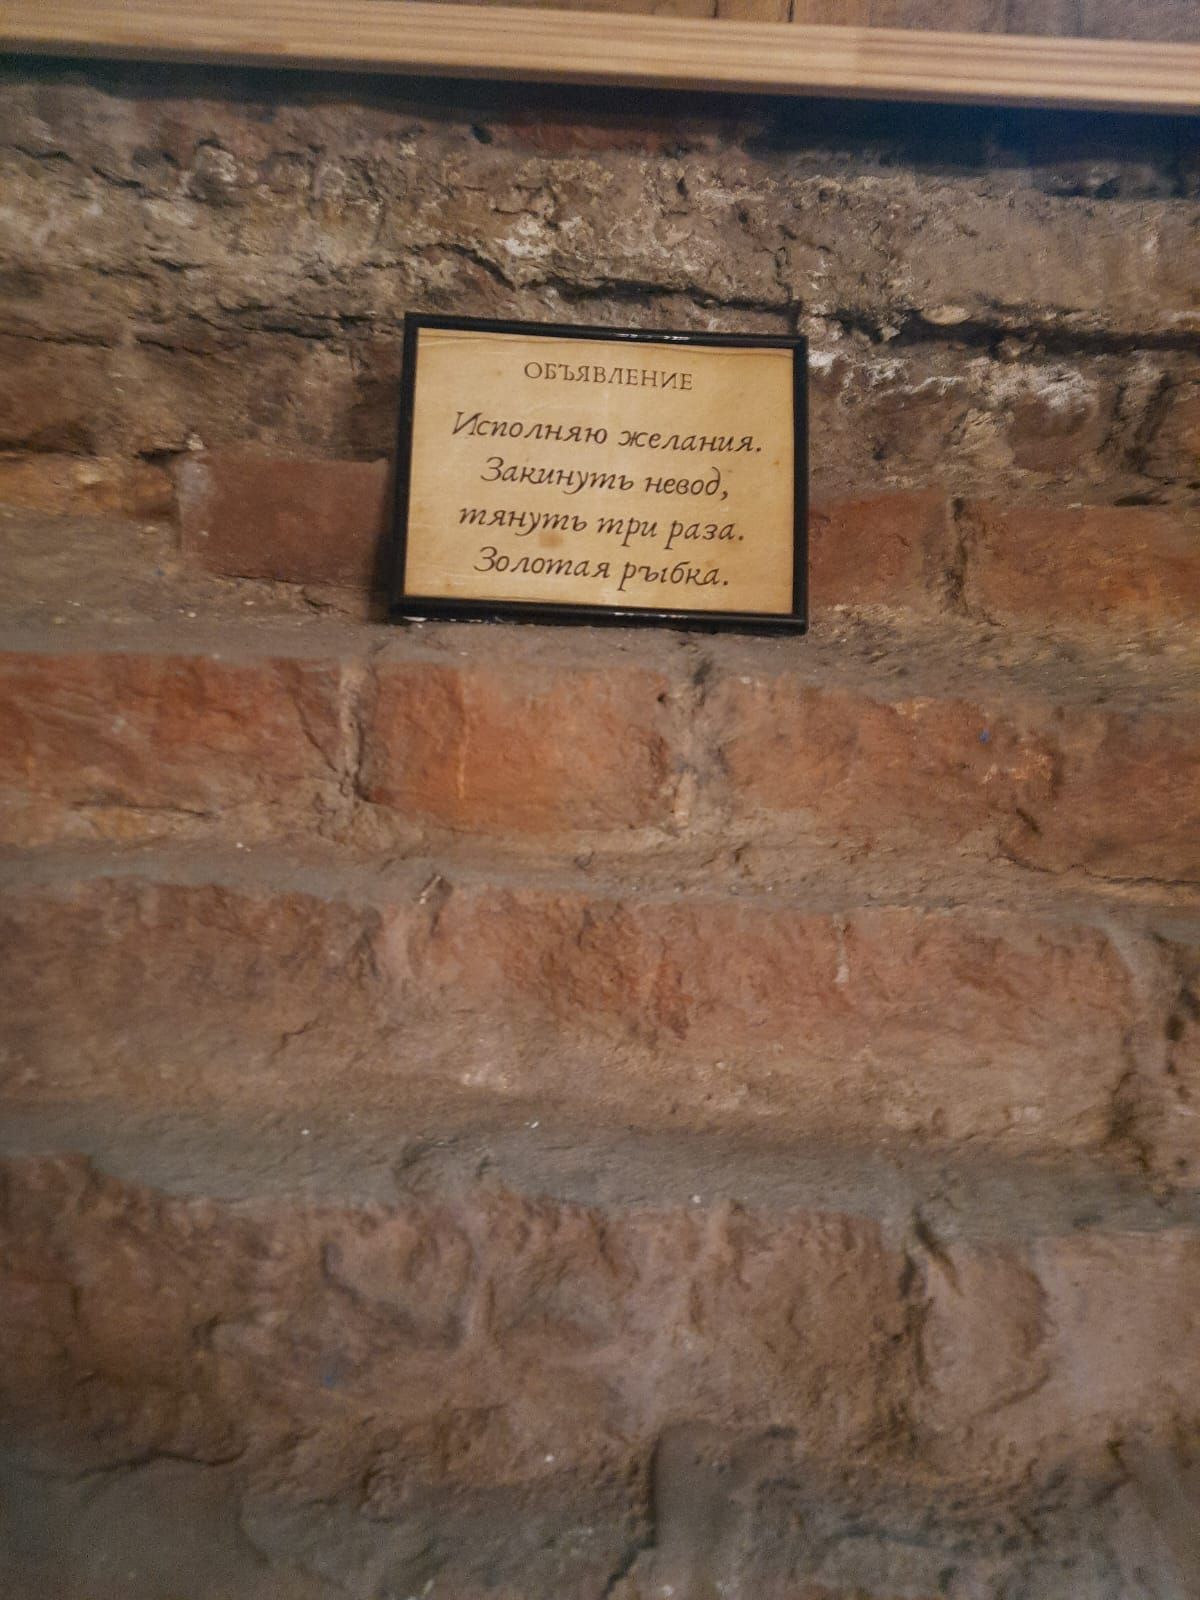 ОБЪЯВЛЕНИЕ
Исполняю желания.
Закинуть невод,
тянуть три раза.
Золотая рыбка.